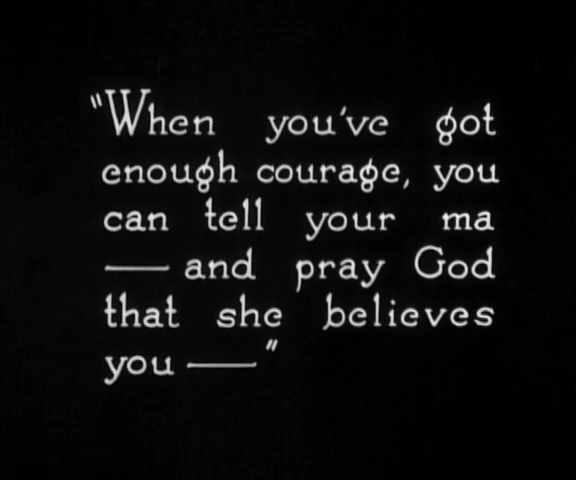 "When you've got
enough courage, you
can tell your ma
— and pray God
that she believes
you —"